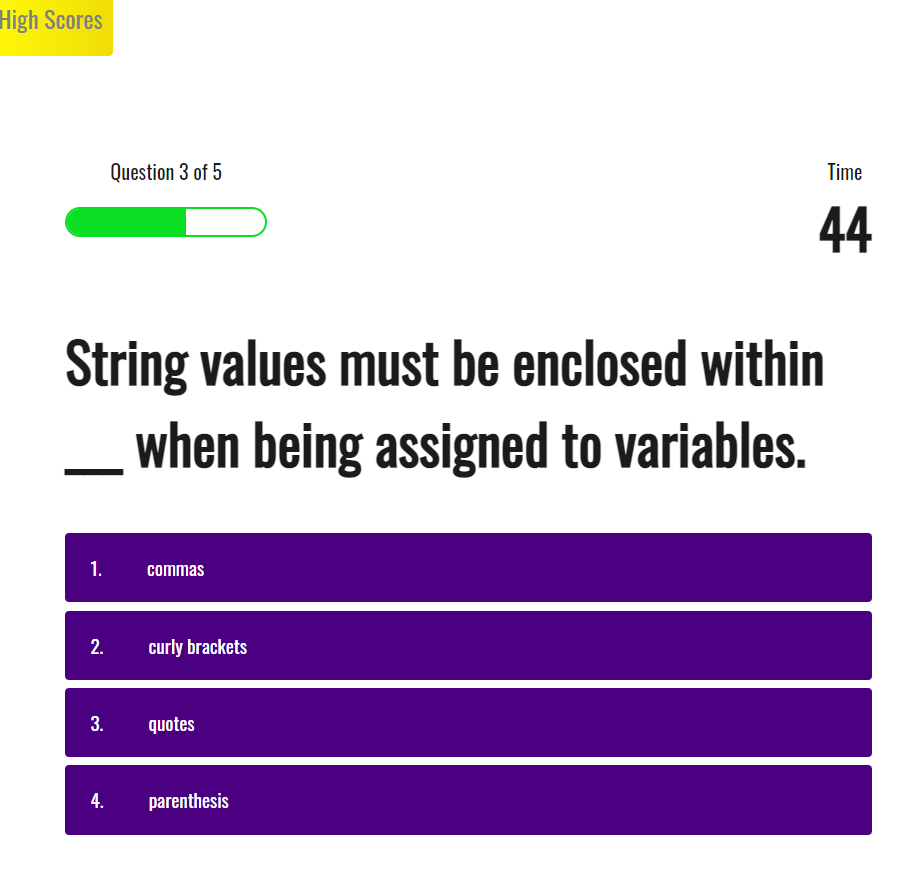 High Scores
Question 3 of 5
Time
44
String values must be enclosed within
___ when being assigned to variables.
1. commas
2. curly brackets
3. quotes
4. parenthesis